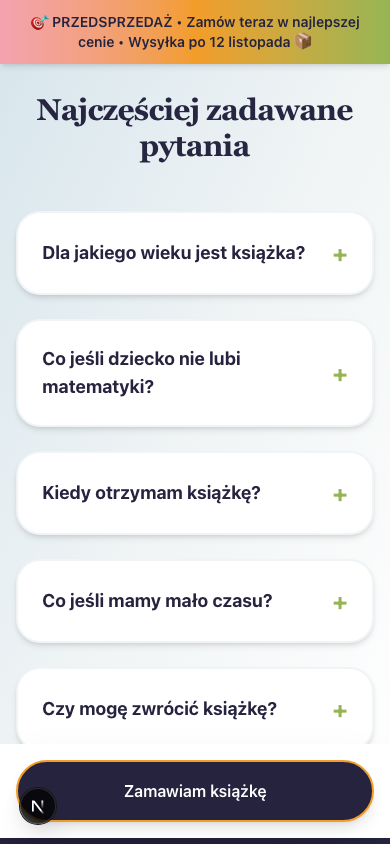 🎯 PRZEDSPRZEDAŻ • Zamów teraz w najlepszej
cenie • Wysyłka po 12 listopada 📦
Najczęściej zadawane
pytania
Dla jakiego wieku jest książka? +
Co jeśli dziecko nie lubi
matematyki? +
Kiedy otrzymam książkę? +
Co jeśli mamy mało czasu? +
Czy mogę zwrócić książkę? +
Zamawiam książkę
N